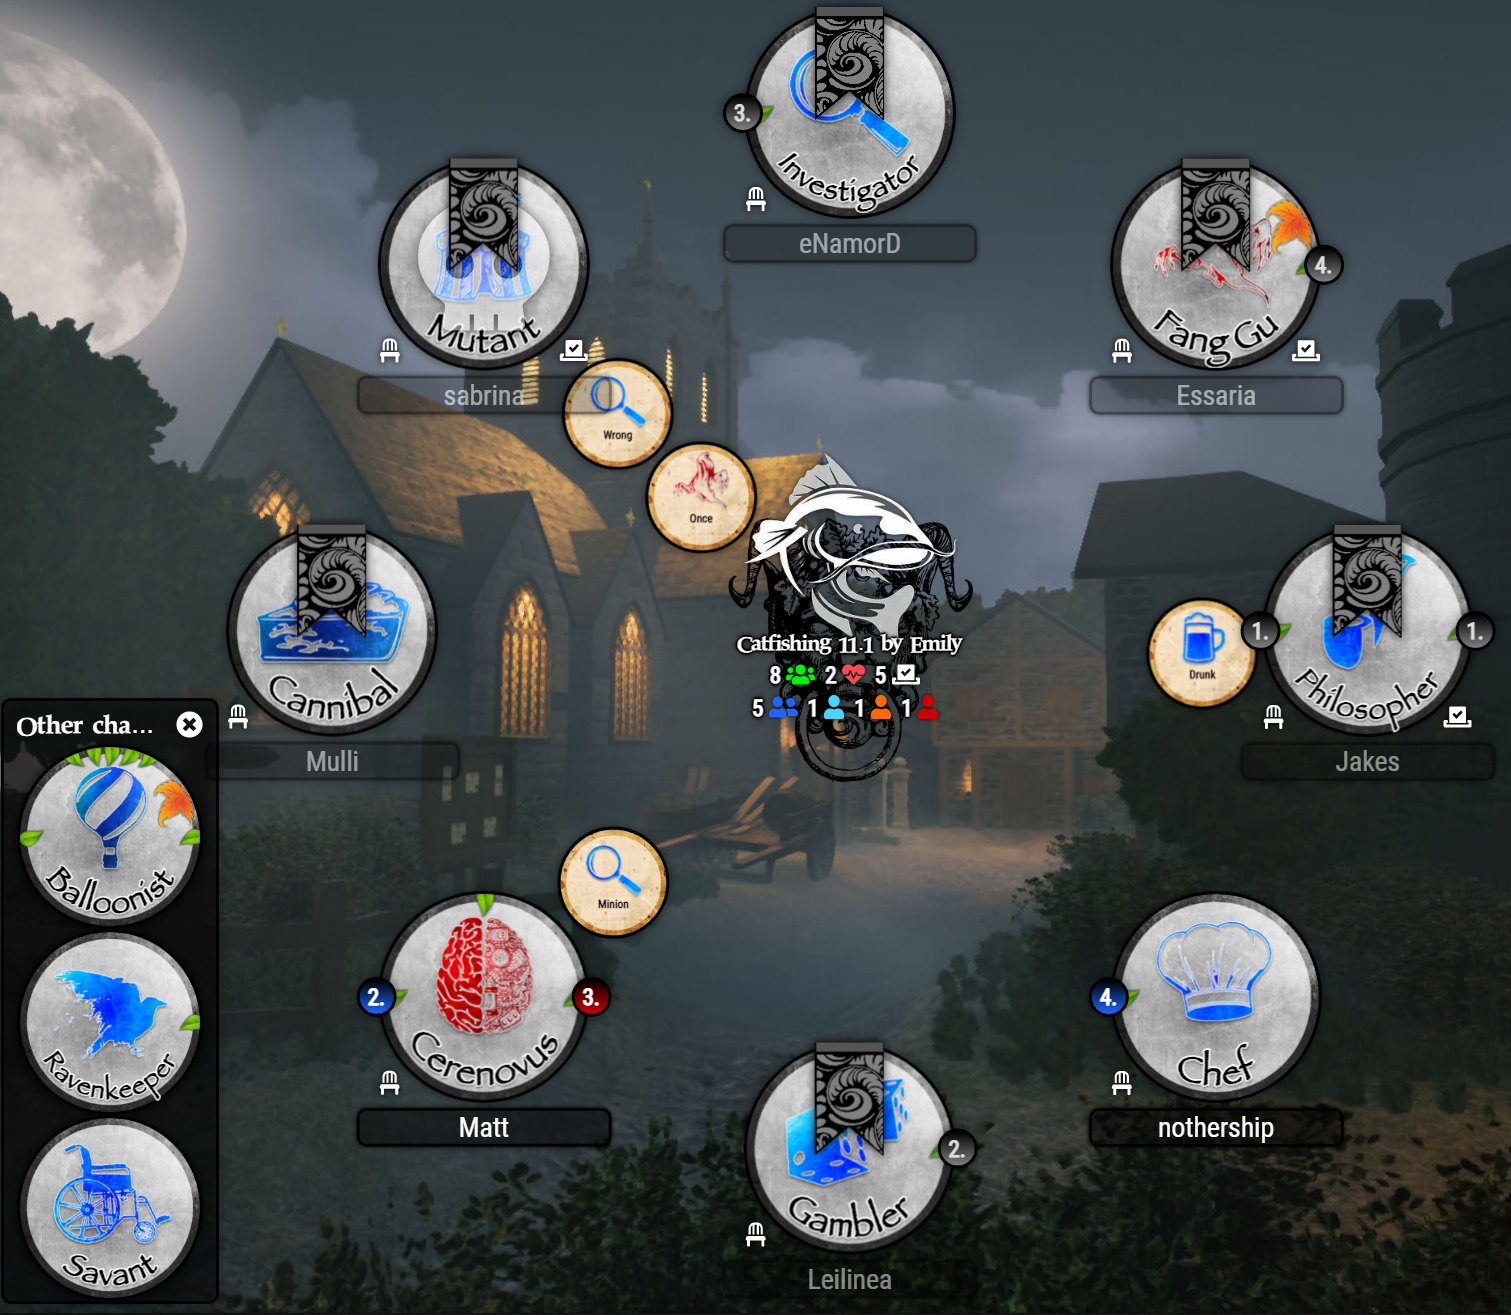 3.
Investigator
eNamorD
Mutant
sabrina
Fang Gu
4.
Essaria
Wrong
Once
Cannibal
Mulli
Catfishing 11.1 by Emily
8 2 5
5 1 1 1
Drunk
1.
Philosopher
1.
Jakes
Other cha...
Balloonist
Ravenkeeper
Savant
Minion
2.
Cerenovus
3.
Matt
Gambler
2.
Leilinea
4.
Chef
nothership